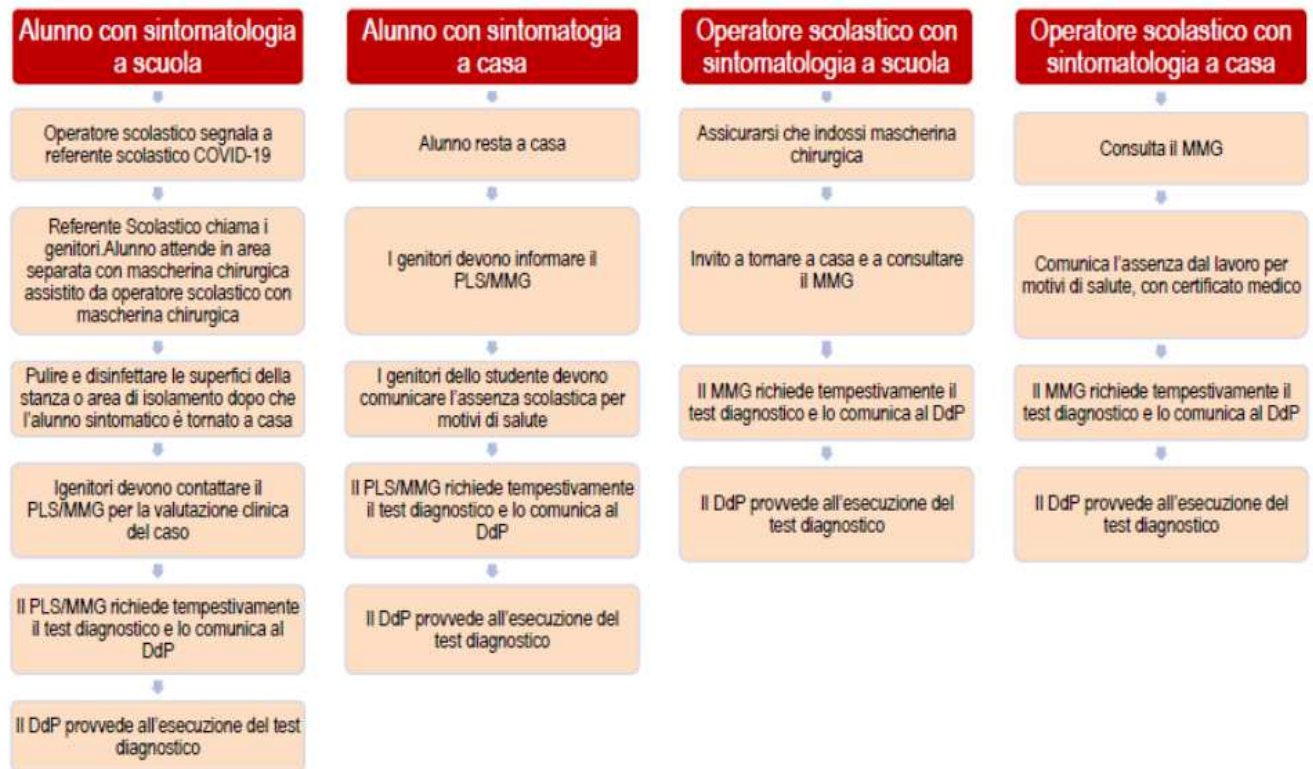 Alunno con sintomatologia
a scuola
Operatore scolastico segnala a
referente scolastico COVID-19
Referente Scolastico chiama i
genitori.Alunno attende in area
separata con mascherina chirurgica
assistito da operatore scolastico con
mascherina chirurgica
Pulire e disinfettare le superfici della
stanza o area di isolamento dopo che
l'alunno sintomatico è tornato a casa
Igenitori devono contattare il
PLS/MMG per la valutazione clinica
del caso
Il PLS/MMG richiede tempestivamente
il test diagnostico e lo comunica al
DdP
Il DdP provvede all'esecuzione del test
diagnostico
Alunno con sintomatogia
a casa
Alunno resta a casa
I genitori devono informare il
PLS/MMG
I genitori dello studente devono
comunicare l'assenza scolastica per
motivi di salute
Il PLS/MMG richiede tempestivamente
il test diagnostico e lo comunica al
DdP
Il DdP provvede all'esecuzione del
test diagnostico
Operatore scolastico con
sintomatologia a scuola
Assicurarsi che indossi mascherina
chirurgica
Invito a tornare a casa e a consultare
il MMG
Il MMG richiede tempestivamente il
test diagnostico e lo comunica al DdP
Il DdP provvede all'esecuzione del
test diagnostico
Operatore scolastico con
sintomatologia a casa
Consulta il MMG
Comunica l'assenza dal lavoro per
motivi di salute, con certificato medico
Il MMG richiede tempestivamente il
test diagnostico e lo comunica al DdP
Il DdP provvede all'esecuzione del
test diagnostico